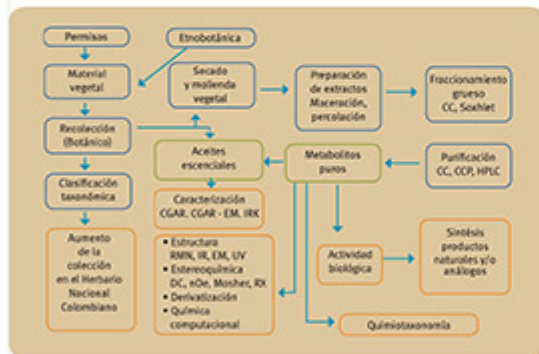 Permisos
Etnobotánica
Material
vegetal
Secado
y molienda
vegetal
Preparación
de extractos
Maceración,
percolación
Fraccionamiento
grueso
CC, Soxhlet
Recolección
(Botánico)
Aceites
escenciales
Metabolitos
puros
Purificación
CC, CCP, HPLC
Clasificación
taxonómica
Caracterización
CGAR. CGAR - EM. IRK
Aumento
de la
colección
en el Herbario
Nacional
Colombiano
▪ Estructura
RMN, IR, EM, UV
▪ Estereoquímica
DC, nOe, Mosher, RX
▪ Derivatización
▪ Química
computacional
Actividad
biológica
Síntesis
productos
naturales y/o
análogos
Quimiotaxonomía